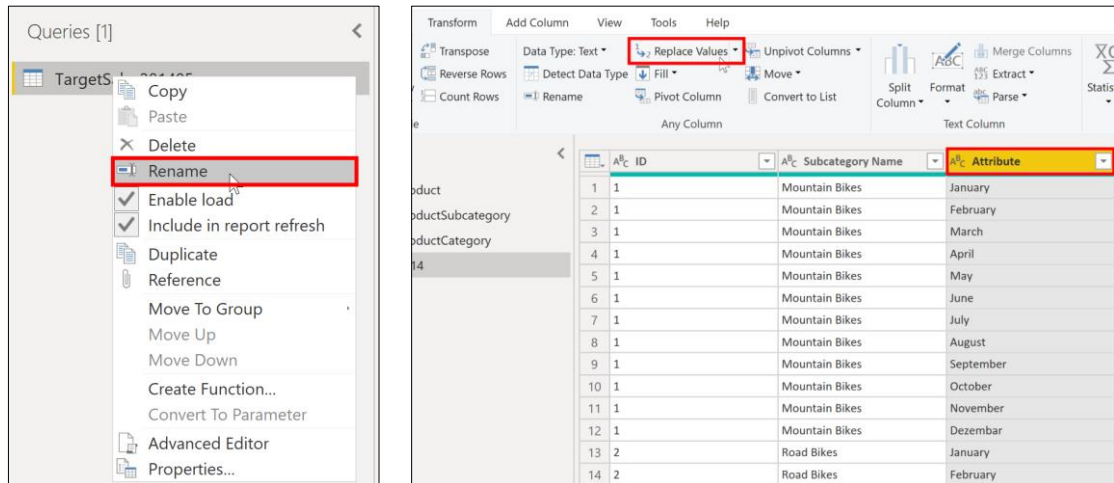 Queries [1]
Copy
Paste
Delete
Rename
Enable load
Include in report refresh
Duplicate
Reference
Move To Group
Move Up
Move Down
Create Function...
Convert To Parameter
Advanced Editor
Properties...
Transform Add Column View Tools Help
Transpose Data Type: Text Replace Values Unpivot Columns Merge Columns
Reverse Rows Detect Data Type Fill Move Split Column Format Extract
Count Rows Rename Pivot Column Convert to List Parse
Any Column Text Column
ABC ID ABC Subcategory Name ABC Attribute
1 1 Mountain Bikes January
2 1 Mountain Bikes February
3 1 Mountain Bikes March
4 1 Mountain Bikes April
5 1 Mountain Bikes May
6 1 Mountain Bikes June
7 1 Mountain Bikes July
8 1 Mountain Bikes August
9 1 Mountain Bikes September
10 1 Mountain Bikes October
11 1 Mountain Bikes November
12 1 Mountain Bikes Dezembar
13 2 Road Bikes January
14 2 Road Bikes February
oduct
oductSubcategory
oductCategory
14